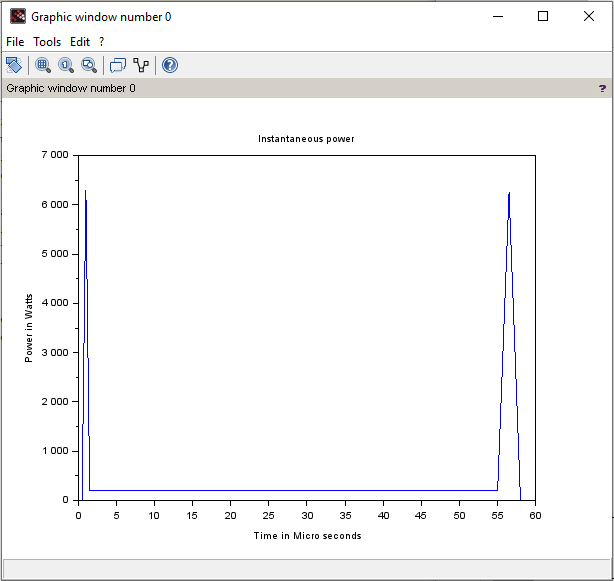 Graphic window number 0
File Tools Edit ?
Graphic window number 0 ?
Instantaneous power
7 000
6 000
5 000
4 000
3 000
2 000
1 000
0
Power in Watts
0 5 10 15 20 25 30 35 40 45 50 55 60
Time in Micro seconds